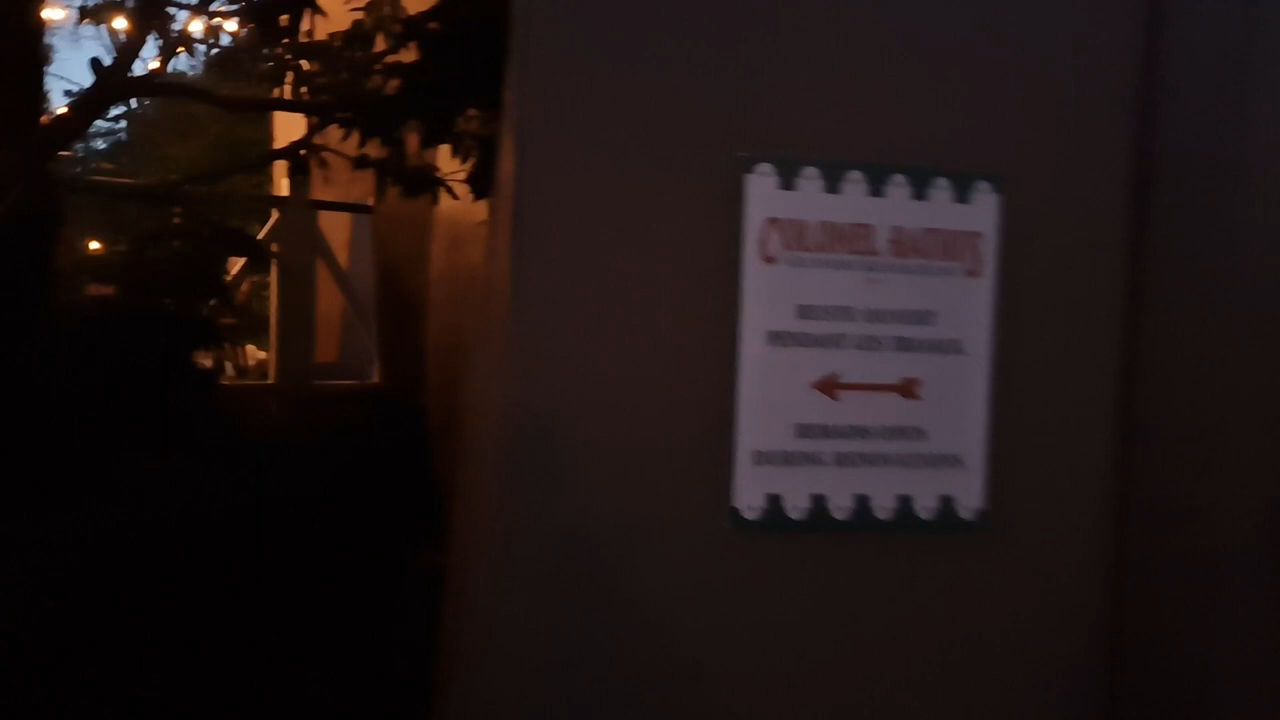 COLONEL HATHI'S
RESTE OUVERT
PENDANT LES TRAVAUX
REMAINS OPEN
DURING RENOVATIONS